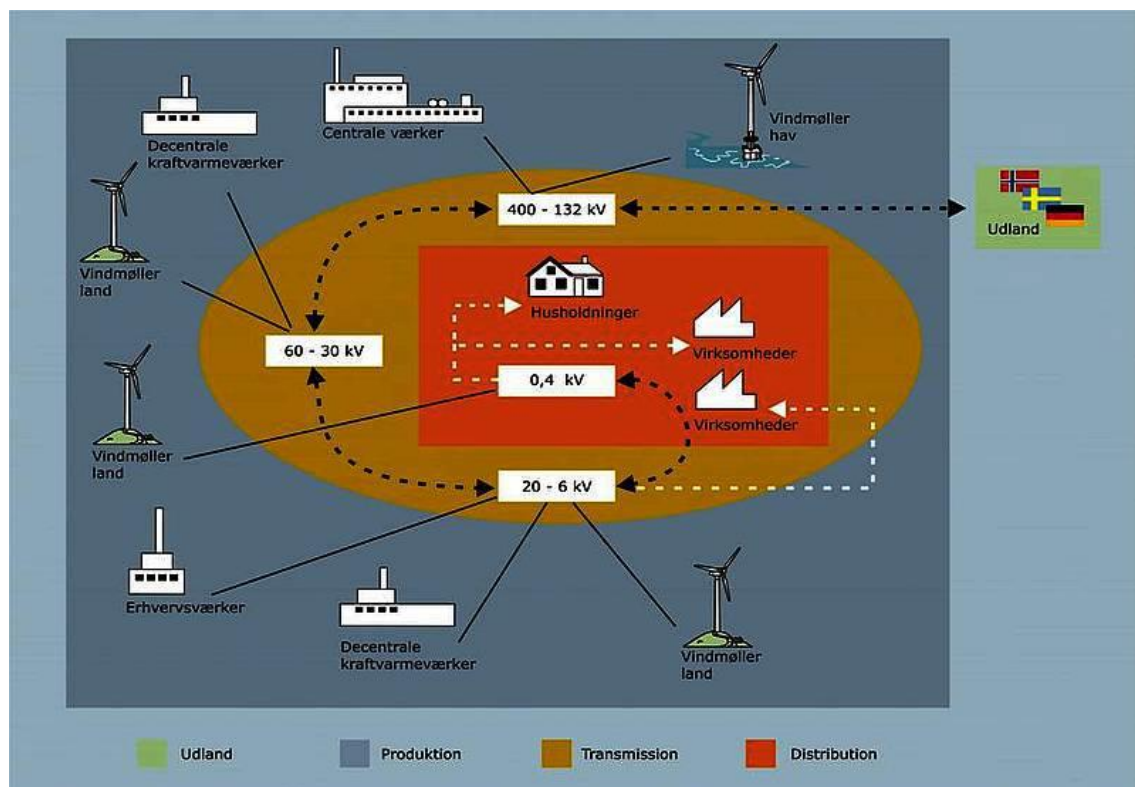 Centrale værker
Decentrale
kraftvarmeværker
Vindmøller
hav
400 - 132 kV
Udland
Vindmøller
land
Husholdninger
60 - 30 kV
Virksomheder
0,4 kV
Virksomheder
Vindmøller
land
20 - 6 kV
Erhvervsværker
Decentrale
kraftvarmeværker
Vindmøller
land
Udland
Produktion
Transmission
Distribution